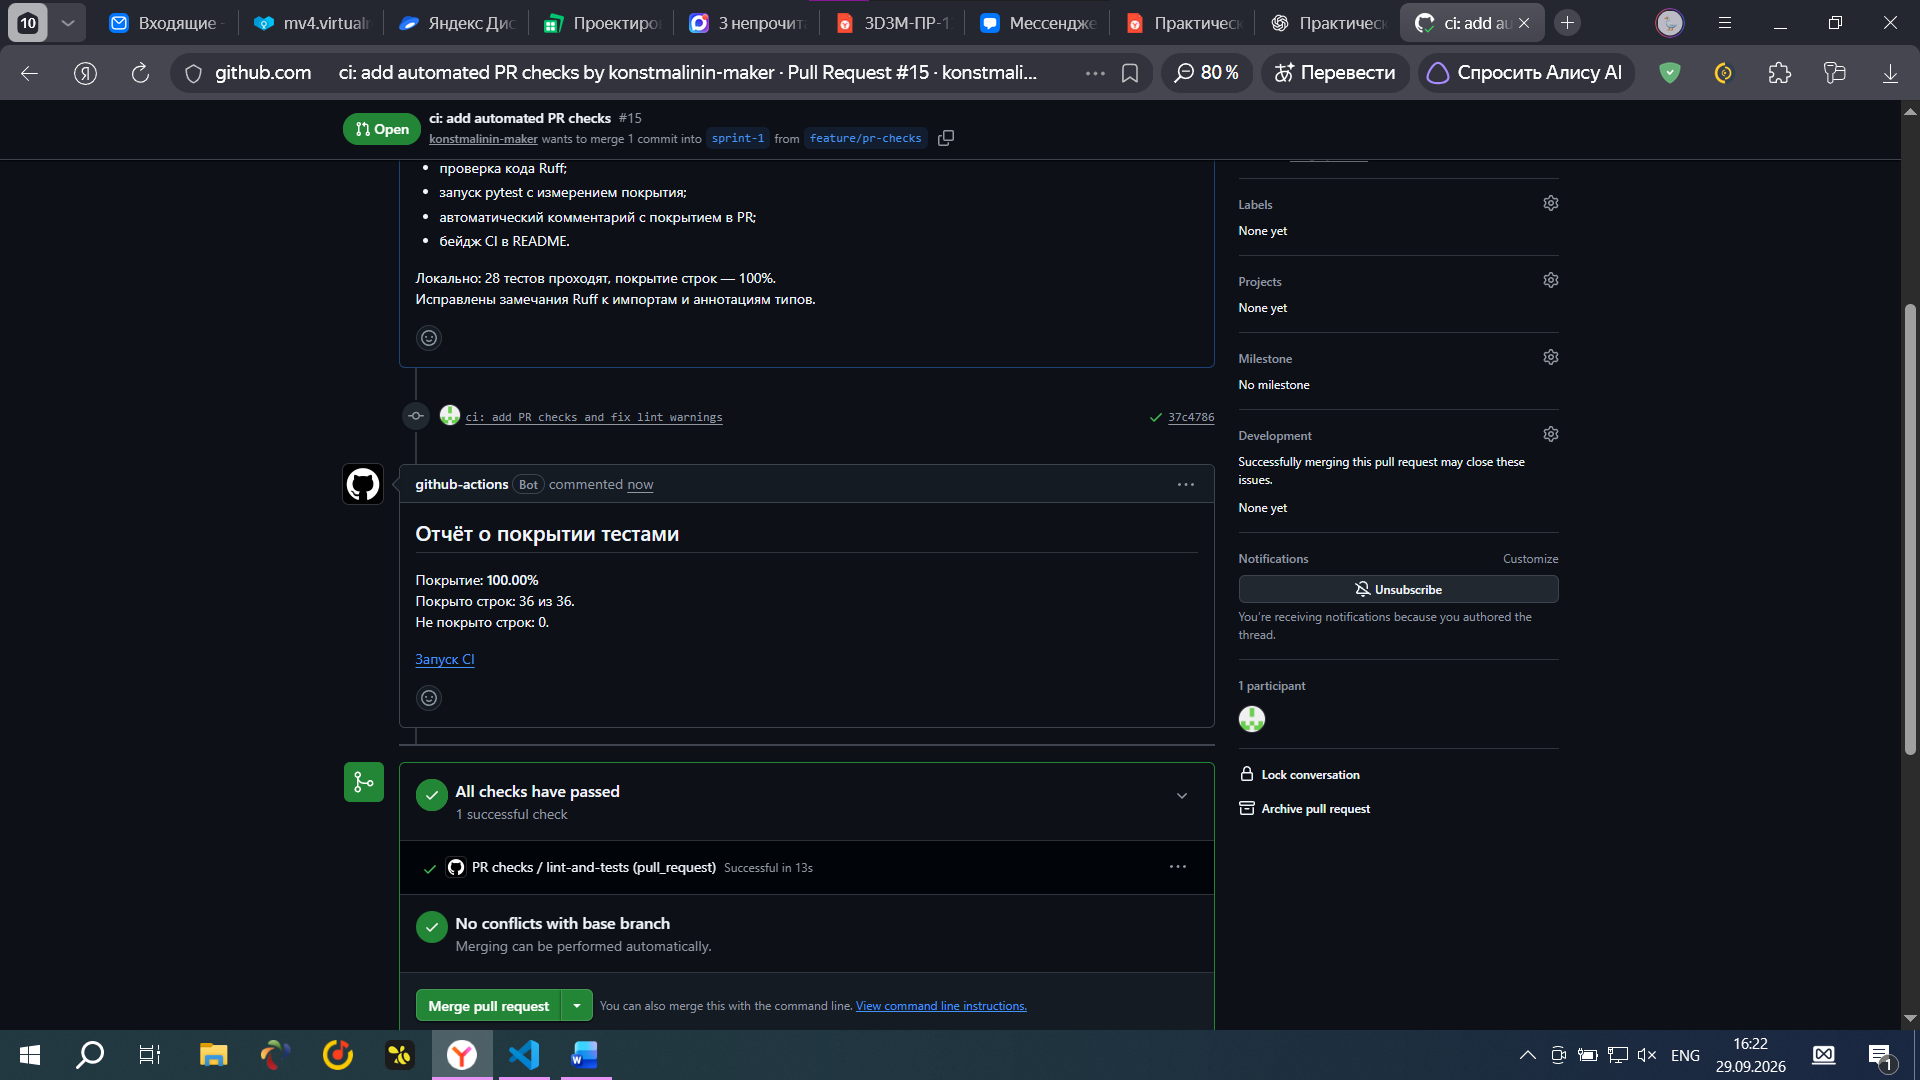 10
Входящие
mv4.virtualn
Яндекс Дис
Проектиро
3 непрочита
3D3M-ПР-1
Мессендже
Практическ
Практическ
ci: add au
github.com
ci: add automated PR checks by konstmalinin-maker · Pull Request #15 · konstmali...
80 %
Перевести
Спросить Алису AI
Open
ci: add automated PR checks #15
konstmalinin-maker wants to merge 1 commit into sprint-1 from feature/pr-checks
проверка кода Ruff;
запуск pytest с измерением покрытия;
автоматический комментарий с покрытием в PR;
бейдж CI в README.
Локально: 28 тестов проходят, покрытие строк — 100%.
Исправлены замечания Ruff к импортам и аннотациям типов.
ci: add PR checks and fix lint warnings
37c4786
github-actions Bot commented now
Отчёт о покрытии тестами
Покрытие: 100.00%
Покрыто строк: 36 из 36.
Не покрыто строк: 0.
Запуск CI
All checks have passed
1 successful check
PR checks / lint-and-tests (pull_request) Successful in 13s
No conflicts with base branch
Merging can be performed automatically.
Merge pull request
You can also merge this with the command line. View command line instructions.
Labels
None yet
Projects
None yet
Milestone
No milestone
Development
Successfully merging this pull request may close these
issues.
None yet
Notifications
Customize
Unsubscribe
You're receiving notifications because you authored the
thread.
1 participant
Lock conversation
Archive pull request
ENG
16:22
29.09.2026
1